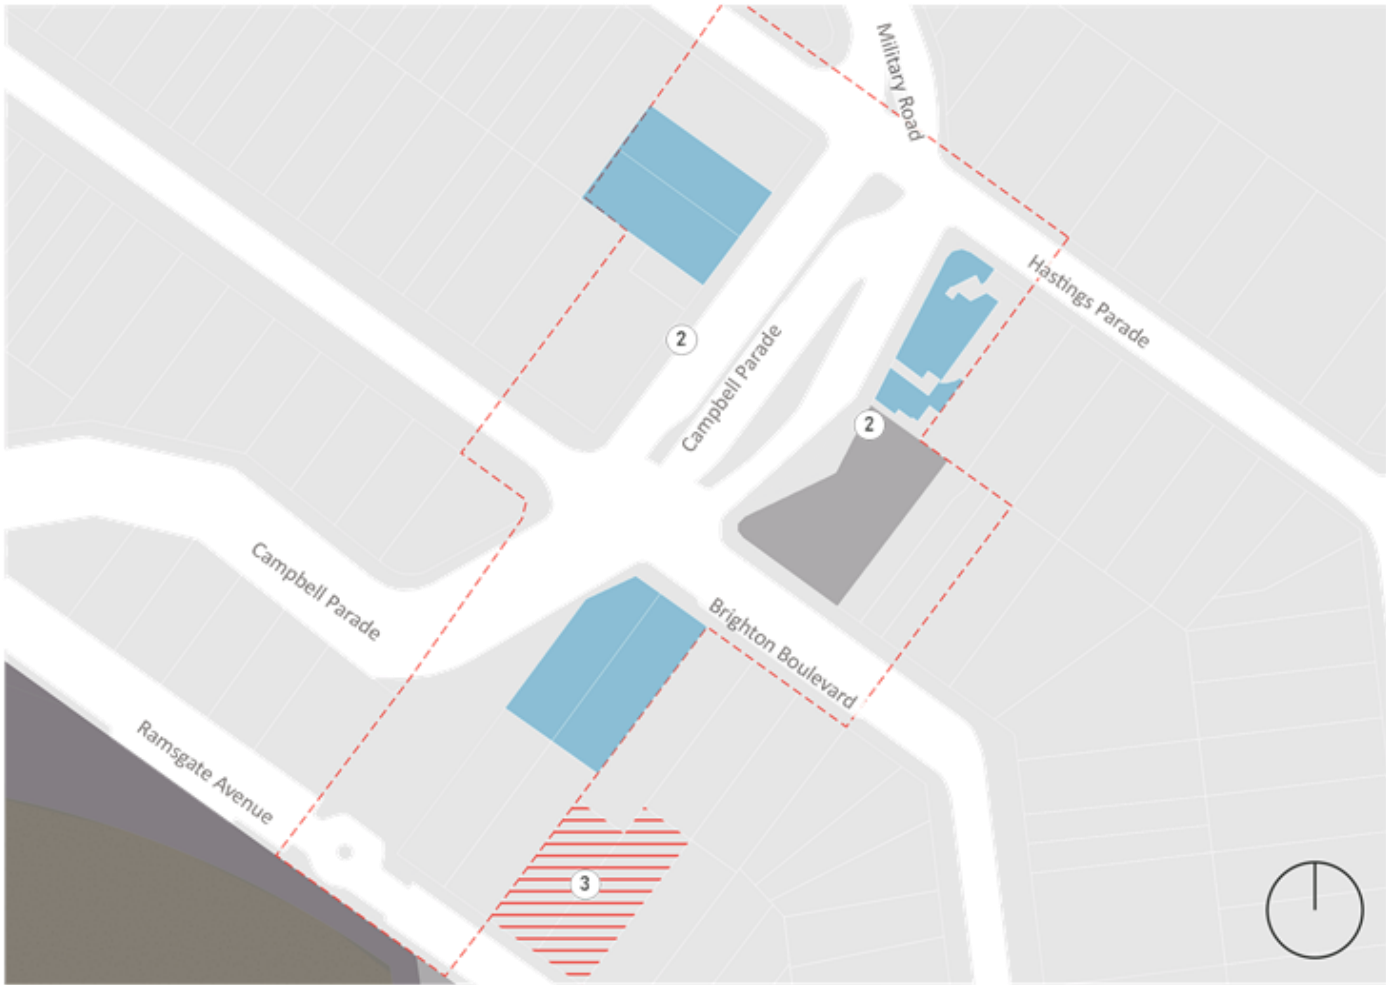 Military Road
Hastings Parade
2
Campbell Parade
2
Campbell Parade
Brighton Boulevard
Ramsgate Avenue
3